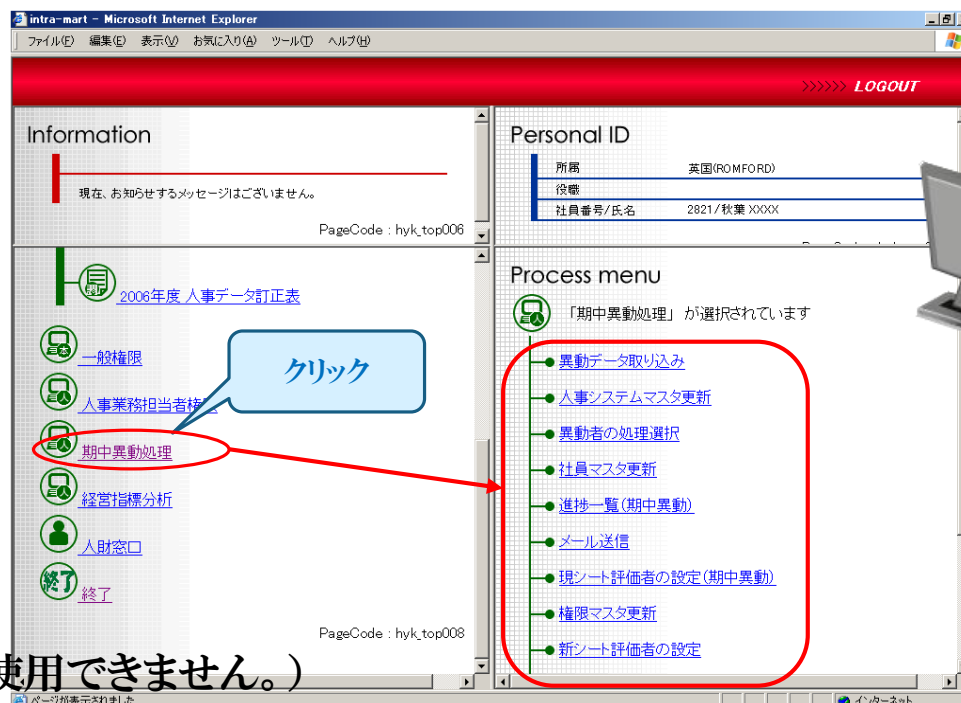 intra-mart - Microsoft Internet Explorer
ファイル(F) 編集(E) 表示(V) お気に入り(A) ツール(T) ヘルプ(H)
>>>>>> LOGOUT
Information
現在、お知らせするメッセージはございません。
PageCode : hyk_top006
Personal ID
所属 英国(ROMFORD)
役職
社員番号/氏名 2821/秋葉 XXXX
2006年度 人事データ訂正表
一般権限
人事業務担当者権
期中異動処理
経営指標分析
人財窓口
終了
終了
PageCode : hyk_top008
クリック
Process menu
「期中異動処理」 が選択されています
異動データ取り込み
人事システムマスタ更新
異動者の処理選択
社員マスタ更新
進捗一覧(期中異動)
メール送信
現シート評価者の設定(期中異動)
権限マスタ更新
新シート評価者の設定
使用できません。)
ページが表示されました
インターネット